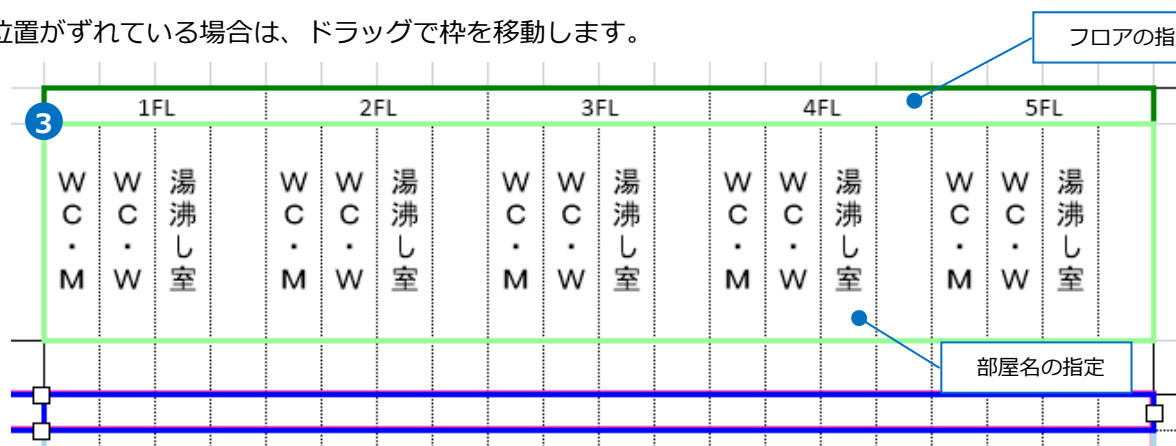 位置がずれている場合は、ドラッグで枠を移動します。
フロアの指
3
1FL 2FL 3FL 4FL 5FL
WC・M
WC・W
湯沸し室
WC・M
WC・W
湯沸し室
WC・M
WC・W
湯沸し室
WC・M
WC・W
湯沸し室
WC・M
WC・W
湯沸し室
部屋名の指定